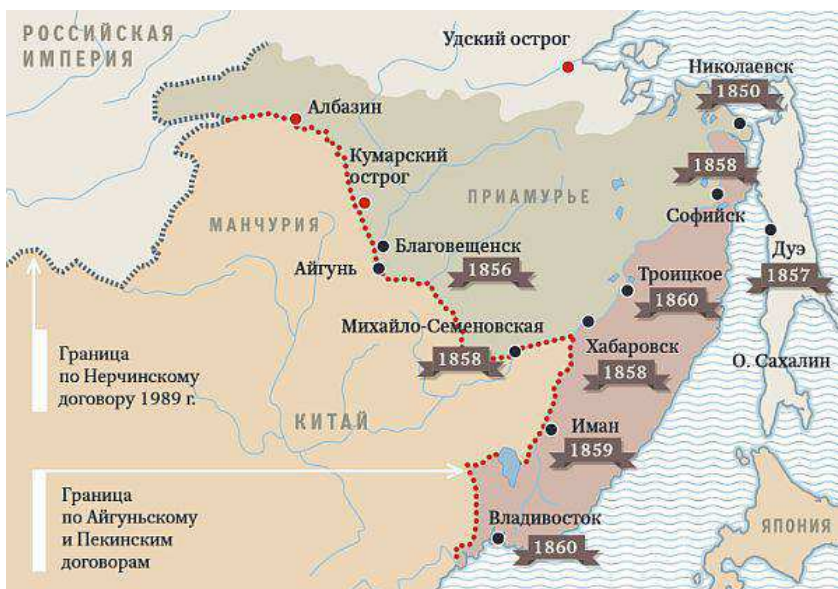 РОССИЙСКАЯ
ИМПЕРИЯ
Удский острог
Николаевск
1850
Албазин
Кумарский
острог
1858
ПРИАМУРЬЕ
Софийск
МАНЧУРИЯ
Благовещенск
Айгунь
1856
Дуэ
1857
Троицкое
1860
Михайло-Семеновская
1858
Хабаровск
1858
О. Сахалин
Граница
по Нерчинскому
договору 1989 г.
КИТАЙ
Иман
1859
Граница
по Айгуньскому
и Пекинским
договорам
Владивосток
1860
ЯПОНИЯ